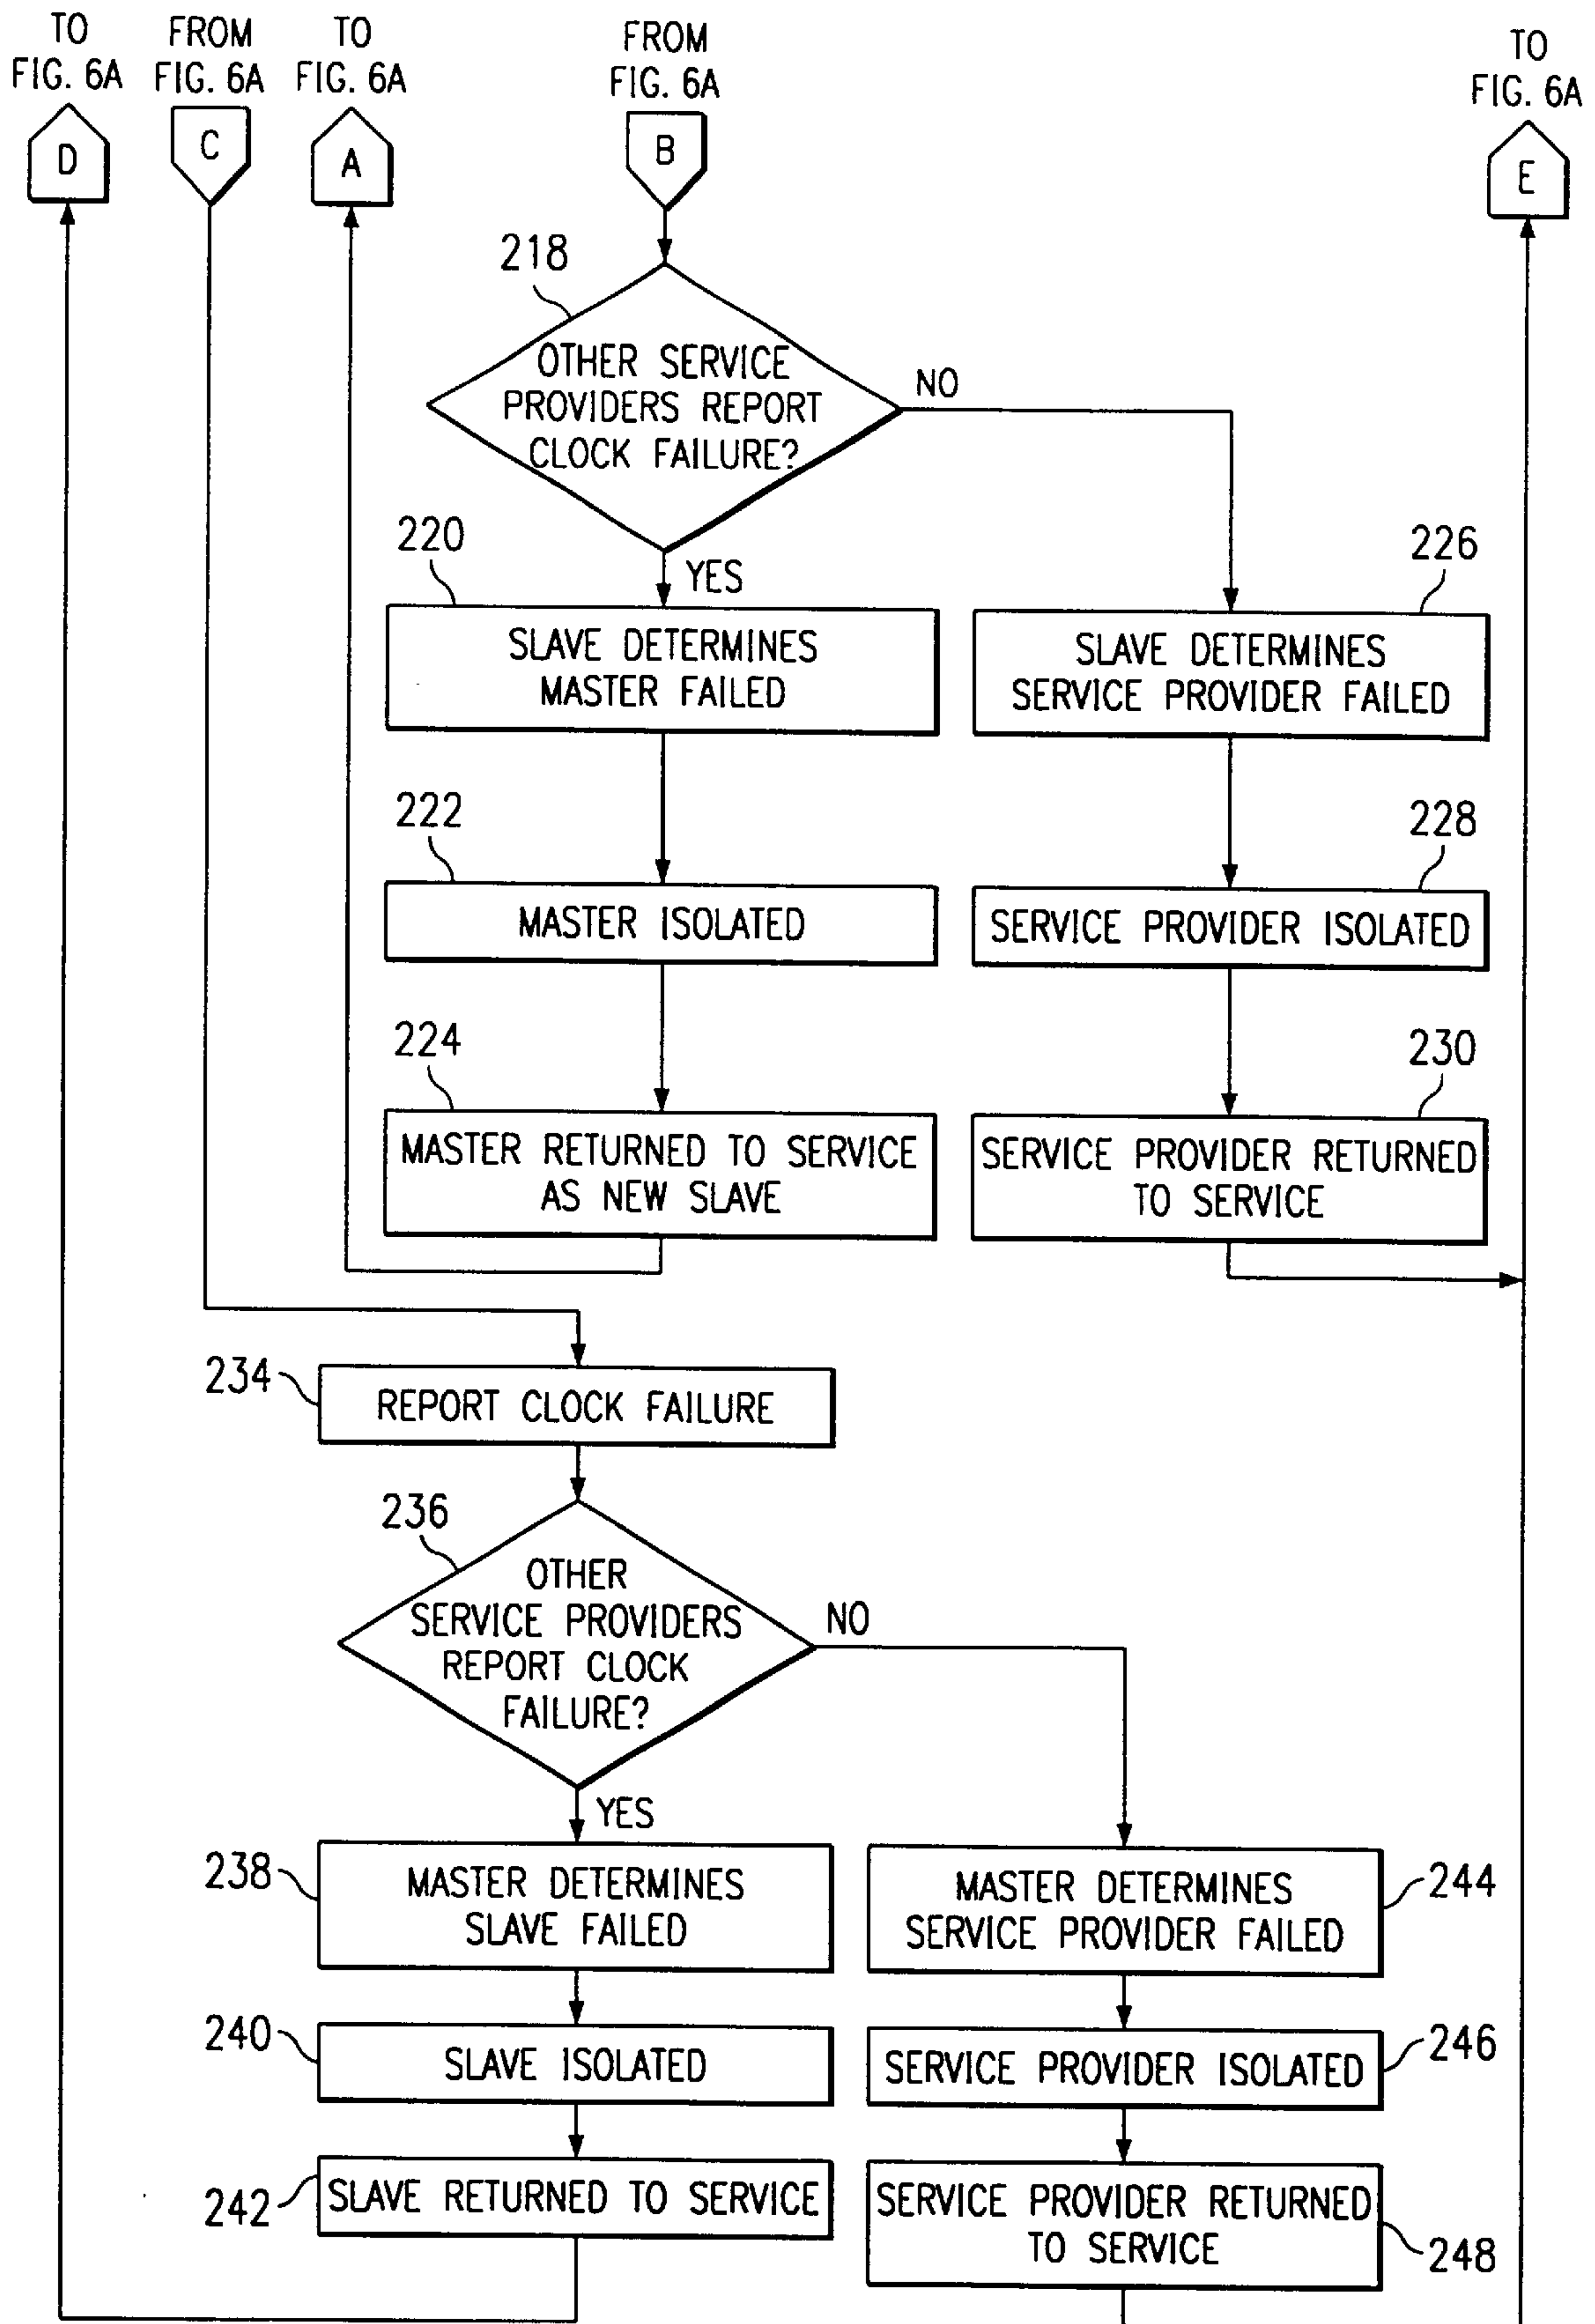 TO
FIG. 6A
FROM
FIG. 6A
TO
FIG. 6A
FROM
FIG. 6A
TO
FIG. 6A
D
C
A
B
E
218
OTHER SERVICE
PROVIDERS REPORT
CLOCK FAILURE?
NO
YES
220
SLAVE DETERMINES
MASTER FAILED
226
SLAVE DETERMINES
SERVICE PROVIDER FAILED
222
MASTER ISOLATED
228
SERVICE PROVIDER ISOLATED
224
MASTER RETURNED TO SERVICE
AS NEW SLAVE
230
SERVICE PROVIDER RETURNED
TO SERVICE
234
REPORT CLOCK FAILURE
236
OTHER
SERVICE PROVIDERS
REPORT CLOCK
FAILURE?
NO
YES
238
MASTER DETERMINES
SLAVE FAILED
MASTER DETERMINES
SERVICE PROVIDER FAILED
244
240
SLAVE ISOLATED
SERVICE PROVIDER ISOLATED
246
242
SLAVE RETURNED TO SERVICE
SERVICE PROVIDER RETURNED
TO SERVICE
248